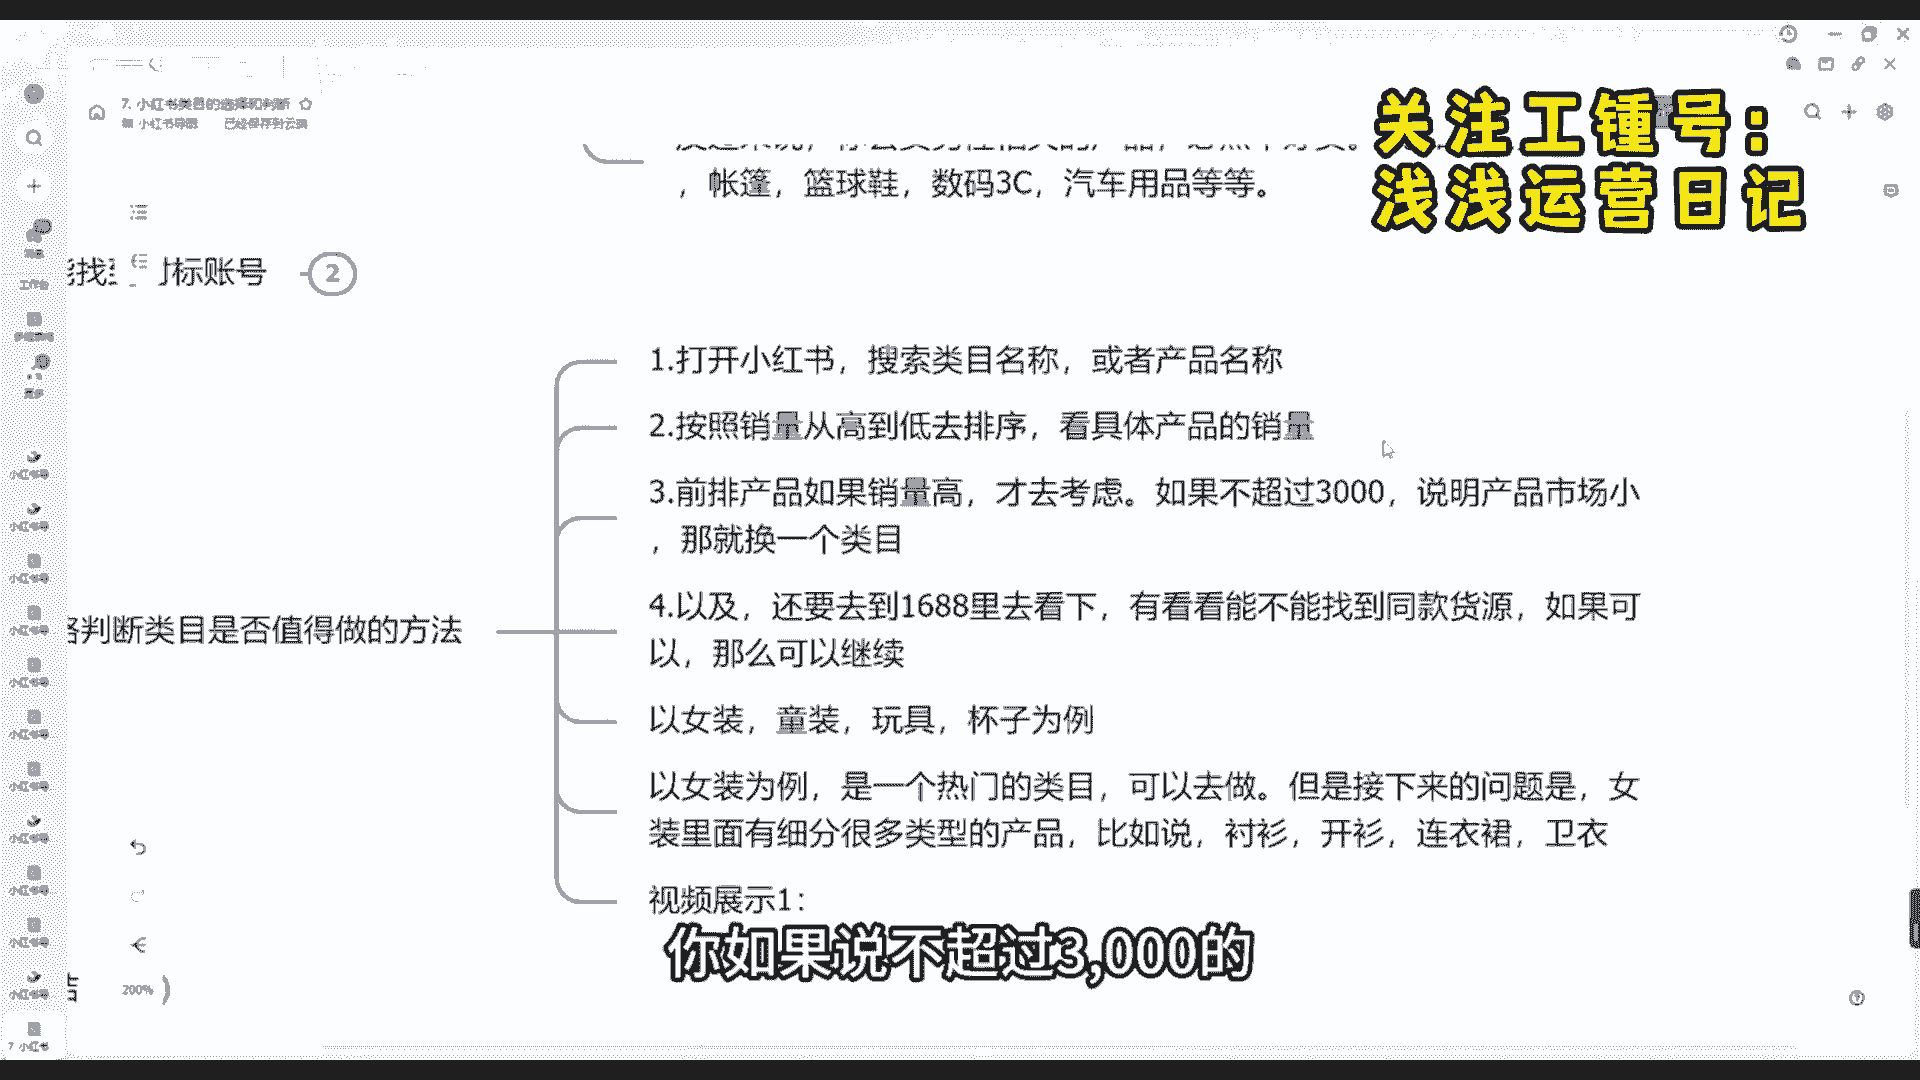 关注工锺号：
浅浅运营日记
7. 小红书类目的选择和判断
小红书导图 已经保存到云端
，帐篷，篮球鞋，数码3C，汽车用品等等。
标账号
2
1.打开小红书，搜索类目名称，或者产品名称
2.按照销量从高到低去排序，看具体产品的销量
3.前排产品如果销量高，才去考虑。如果不超过3000，说明产品市场小
，那就换一个类目
4.以及，还要去到1688里去看下，有看看能不能找到同款货源，如果可
以，那么可以继续
判断类目是否值得做的方法
以女装，童装，玩具，杯子为例
以女装为例，是一个热门的类目，可以去做。但是接下来的问题是，女
装里面有细分很多类型的产品，比如说，衬衫，开衫，连衣裙，卫衣
视频展示1：
你如果说不超过3,000的
200%